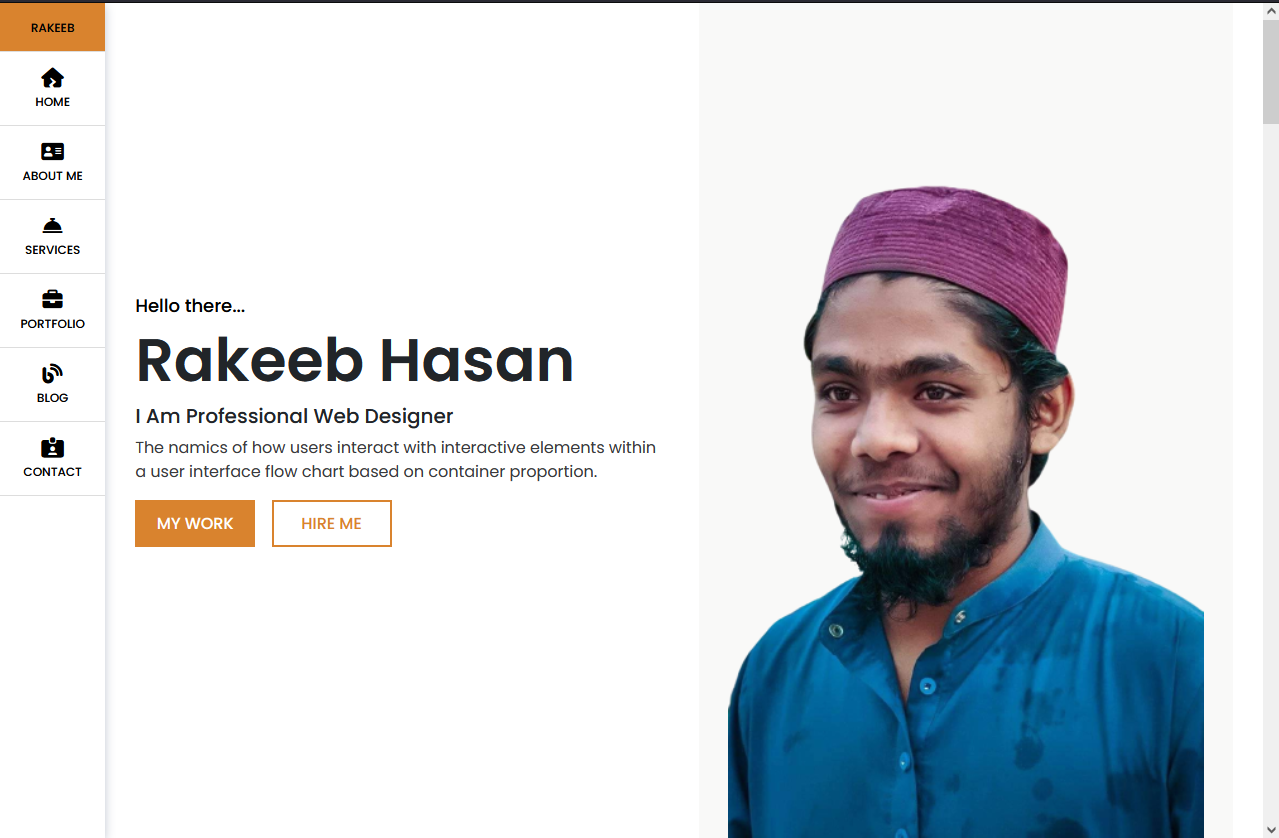 RAKEEB
HOME
ABOUT ME
SERVICES
PORTFOLIO
BLOG
CONTACT
Hello there...
Rakeeb Hasan
I Am Professional Web Designer
The namics of how users interact with interactive elements within
a user interface flow chart based on container proportion.
MY WORK
HIRE ME